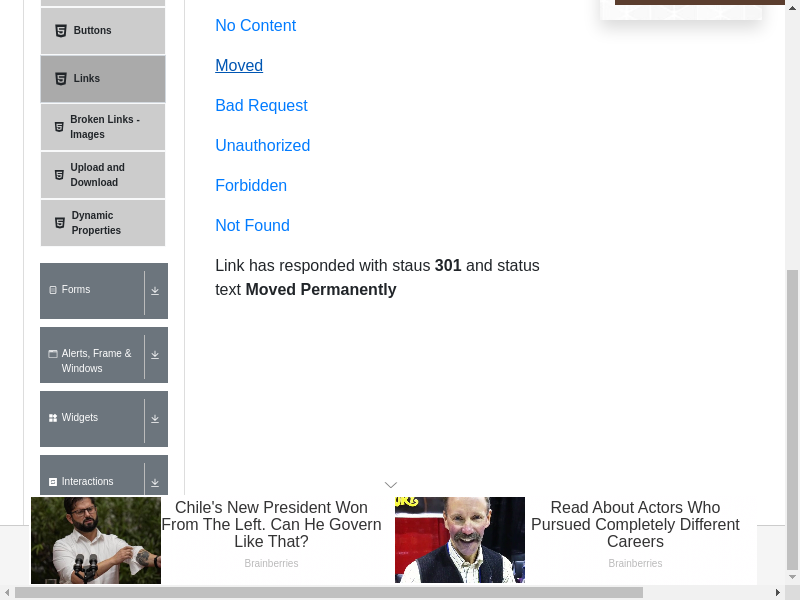 Buttons
Links
Broken Links -
Images
Upload and
Download
Dynamic
Properties
Forms
Alerts, Frame &
Windows
Widgets
Interactions
No Content
Moved
Bad Request
Unauthorized
Forbidden
Not Found
Link has responded with staus 301 and status
text Moved Permanently
Chile's New President Won
From The Left. Can He Govern
Like That?
Brainberries
Read About Actors Who
Pursued Completely Different
Careers
Brainberries